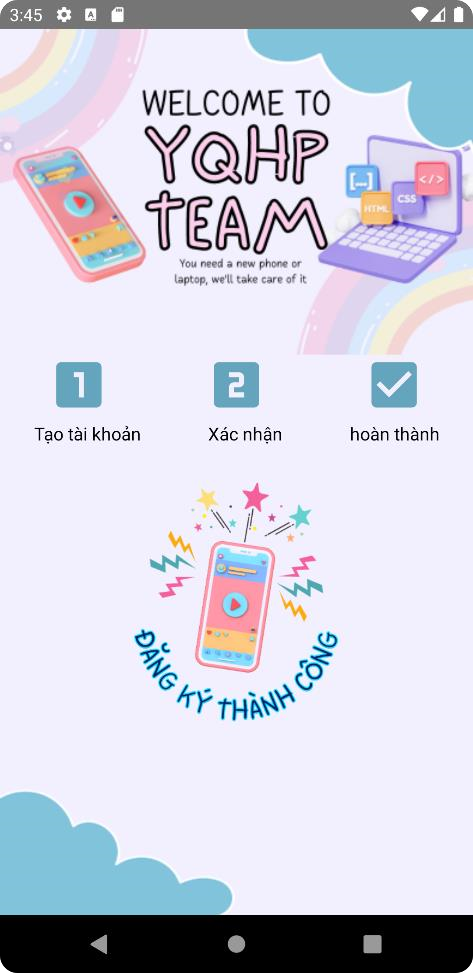 3:45
WELCOME TO
YQHP
TEAM
You need a new phone or
laptop, we'll take care of it
[...]
</>
CSS
HTML
1
2
Tạo tài khoản
Xác nhận
hoàn thành
ĐĂNG KÝ THÀNH CÔNG